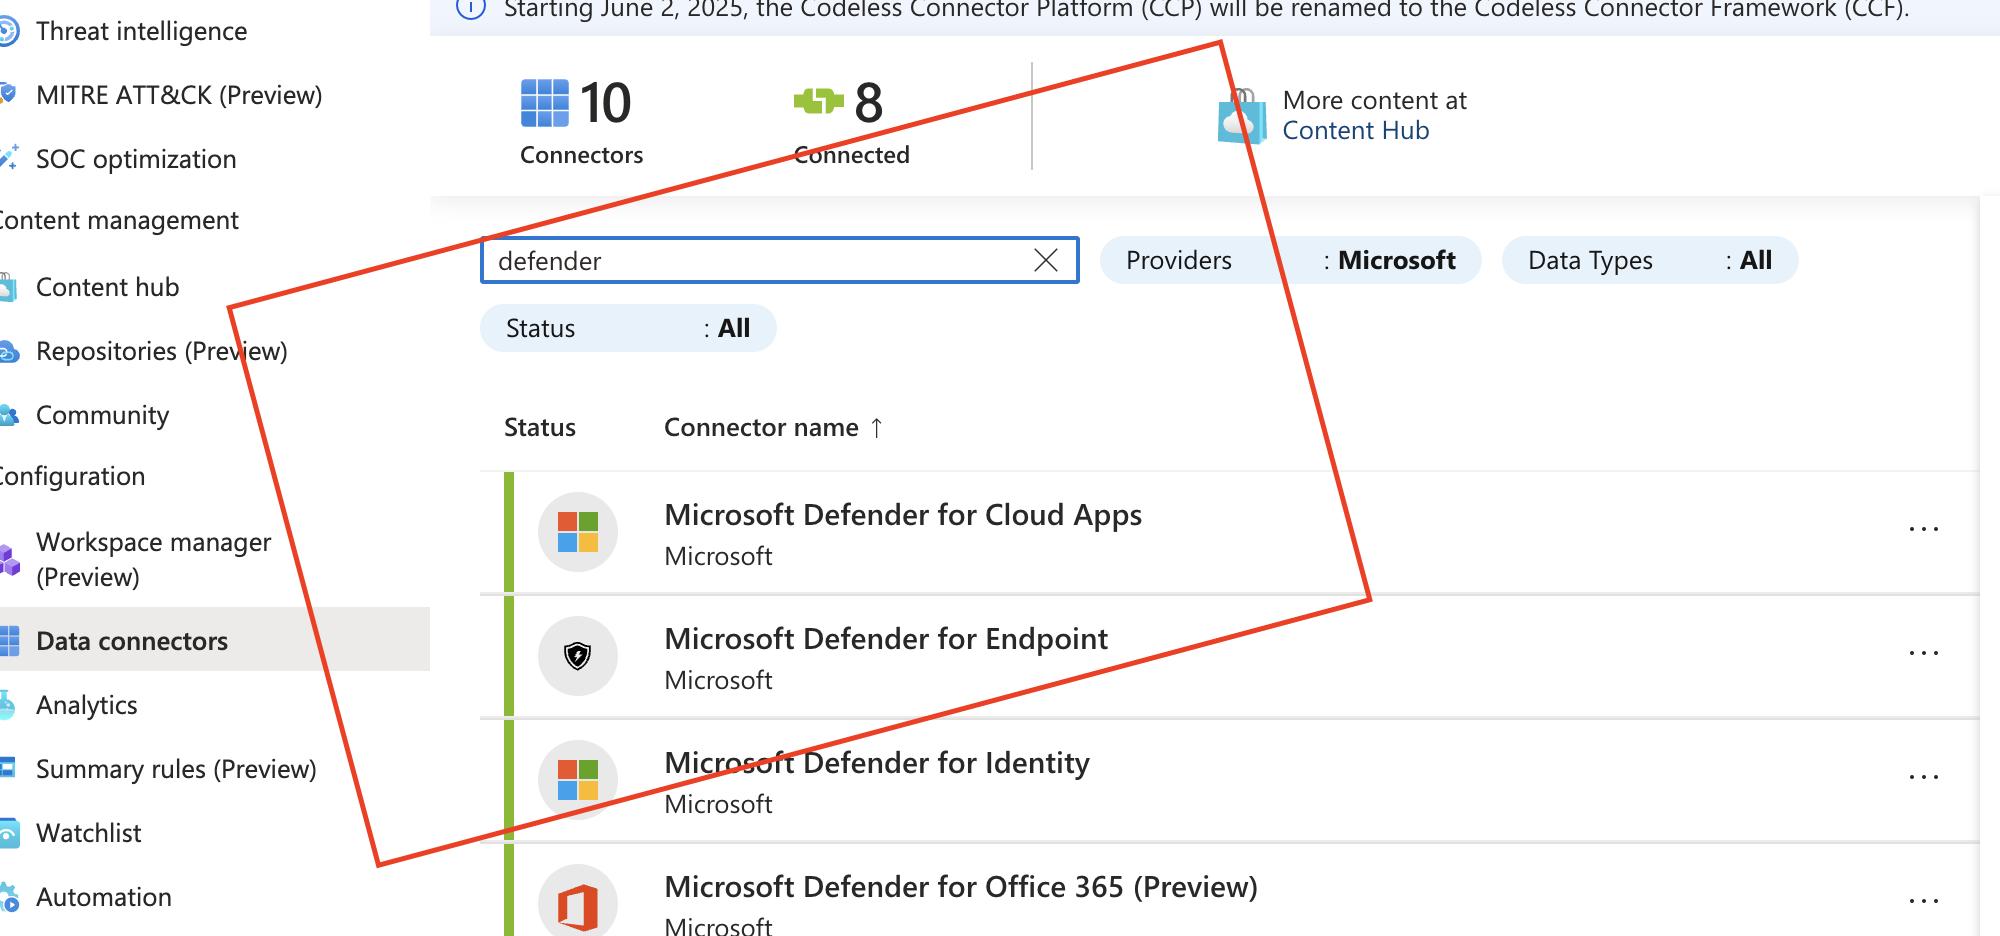 Starting June 2, 2025, the Codeless Connector Platform (CCP) will be renamed to the Codeless Connector Framework (CCF).
Threat intelligence
MITRE ATT&CK (Preview)
SOC optimization
Content management
Content hub
Repositories (Preview)
Community
Configuration
Workspace manager
(Preview)
Data connectors
Analytics
Summary rules (Preview)
Watchlist
Automation
10
Connectors
8
Connected
More content at
Content Hub
defender
Providers : Microsoft
Data Types : All
Status : All
Status Connector name ↑
Microsoft Defender for Cloud Apps
Microsoft
Microsoft Defender for Endpoint
Microsoft
Microsoft Defender for Identity
Microsoft
Microsoft Defender for Office 365 (Preview)
Microsoft